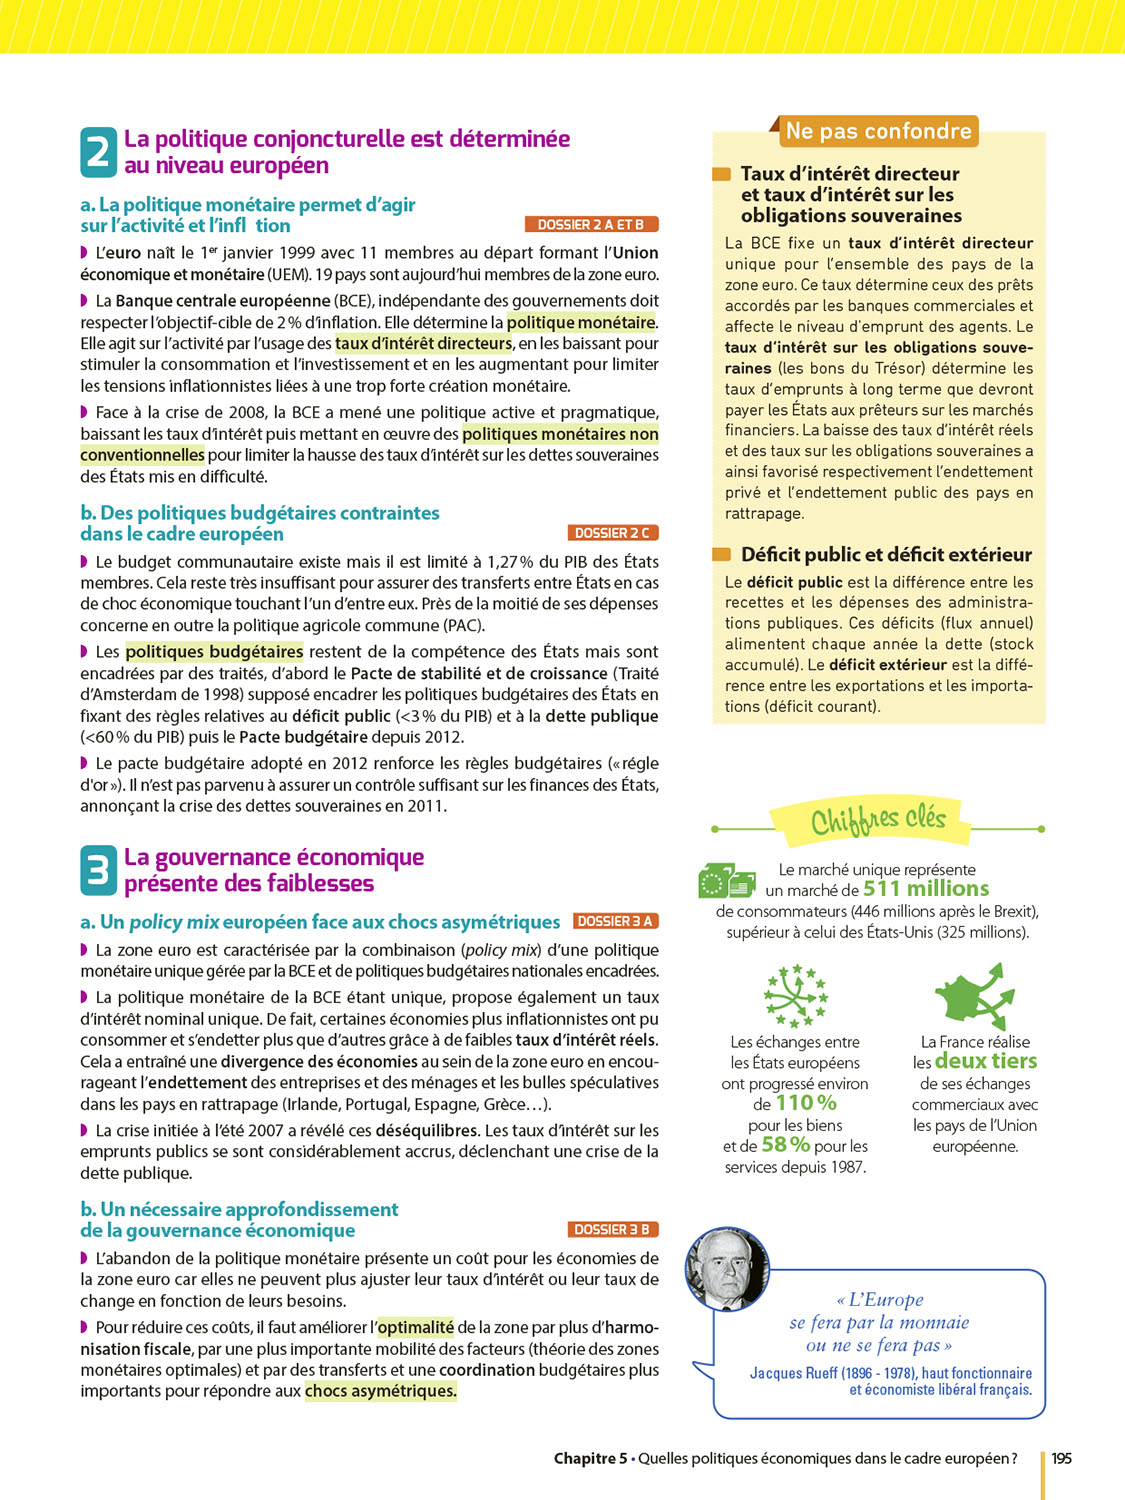 2
La politique conjoncturelle est déterminée
au niveau européen
a. La politique monétaire permet d’agir
sur l’activité et l’infl tion
DOSSIER 2 A ET B
L’euro naît le 1er janvier 1999 avec 11 membres au départ formant l’Union
économique et monétaire (UEM). 19 pays sont aujourd’hui membres de la zone euro.
La Banque centrale européenne (BCE), indépendante des gouvernements doit
respecter l’objectif-cible de 2 % d’inflation. Elle détermine la politique monétaire.
Elle agit sur l’activité par l’usage des taux d’intérêt directeurs, en les baissant pour
stimuler la consommation et l’investissement et en les augmentant pour limiter
les tensions inflationnistes liées à une trop forte création monétaire.
Face à la crise de 2008, la BCE a mené une politique active et pragmatique,
baissant les taux d’intérêt puis mettant en œuvre des politiques monétaires non
conventionnelles pour limiter la hausse des taux d’intérêt sur les dettes souveraines
des États mis en difficulté.
b. Des politiques budgétaires contraintes
dans le cadre européen
DOSSIER 2 C
Le budget communautaire existe mais il est limité à 1,27 % du PIB des États
membres. Cela reste très insuffisant pour assurer des transferts entre États en cas
de choc économique touchant l’un d’entre eux. Près de la moitié de ses dépenses
concerne en outre la politique agricole commune (PAC).
Les politiques budgétaires restent de la compétence des États mais sont
encadrées par des traités, d’abord le Pacte de stabilité et de croissance (Traité
d’Amsterdam de 1998) supposé encadrer les politiques budgétaires des États en
fixant des règles relatives au déficit public (<3 % du PIB) et à la dette publique
(<60 % du PIB) puis le Pacte budgétaire depuis 2012.
Le pacte budgétaire adopté en 2012 renforce les règles budgétaires (« régle
d'or »). Il n’est pas parvenu à assurer un contrôle suffisant sur les finances des États,
annonçant la crise des dettes souveraines en 2011.
3
La gouvernance économique
présente des faiblesses
a. Un policy mix européen face aux chocs asymétriques
DOSSIER 3 A
La zone euro est caractérisée par la combinaison (policy mix) d’une politique
monétaire unique gérée par la BCE et de politiques budgétaires nationales encadrées.
La politique monétaire de la BCE étant unique, propose également un taux
d’intérêt nominal unique. De fait, certaines économies plus inflationnistes ont pu
consommer et s’endetter plus que d’autres grâce à de faibles taux d’intérêt réels.
Cela a entraîné une divergence des économies au sein de la zone euro en encou-
rageant l’endettement des entreprises et des ménages et les bulles spéculatives
dans les pays en rattrapage (Irlande, Portugal, Espagne, Grèce…).
La crise initiée à l’été 2007 a révélé ces déséquilibres. Les taux d’intérêt sur les
emprunts publics se sont considérablement accrus, déclenchant une crise de la
dette publique.
b. Un nécessaire approfondissement
de la gouvernance économique
DOSSIER 3 B
L’abandon de la politique monétaire présente un coût pour les économies de
la zone euro car elles ne peuvent plus ajuster leur taux d’intérêt ou leur taux de
change en fonction de leurs besoins.
Pour réduire ces coûts, il faut améliorer l’optimalité de la zone par plus d’harmo-
nisation fiscale, par une plus importante mobilité des facteurs (théorie des zones
monétaires optimales) et par des transferts et une coordination budgétaires plus
importants pour répondre aux chocs asymétriques.
Ne pas confondre
Taux d’intérêt directeur
et taux d’intérêt sur les
obligations souveraines
La BCE fixe un taux d’intérêt directeur
unique pour l’ensemble des pays de la
zone euro. Ce taux détermine ceux des prêts
accordés par les banques commerciales et
affecte le niveau d’emprunt des agents. Le
taux d’intérêt sur les obligations souve-
raines (les bons du Trésor) détermine les
taux d’emprunts à long terme que devront
payer les États aux prêteurs sur les marchés
financiers. La baisse des taux d’intérêt réels
et des taux sur les obligations souveraines a
ainsi favorisé respectivement l’endettement
privé et l’endettement public des pays en
rattrapage.
Déficit public et déficit extérieur
Le déficit public est la différence entre les
recettes et les dépenses des administra-
tions publiques. Ces déficits (flux annuel)
alimentent chaque année la dette (stock
accumulé). Le déficit extérieur est la diffé-
rence entre les exportations et les importa-
tions (déficit courant).
Chiffres clés
Le marché unique représente
un marché de 511 millions
de consommateurs (446 millions après le Brexit),
supérieur à celui des États-Unis (325 millions).
Les échanges entre
les États européens
ont progressé environ
de 110 %
pour les biens
et de 58 % pour les
services depuis 1987.
La France réalise
les deux tiers
de ses échanges
commerciaux avec
les pays de l’Union
européenne.
« L’Europe
se fera par la monnaie
ou ne se fera pas »
Jacques Rueff (1896 - 1978), haut fonctionnaire
et économiste libéral français.
Chapitre 5 • Quelles politiques économiques dans le cadre européen ?
195